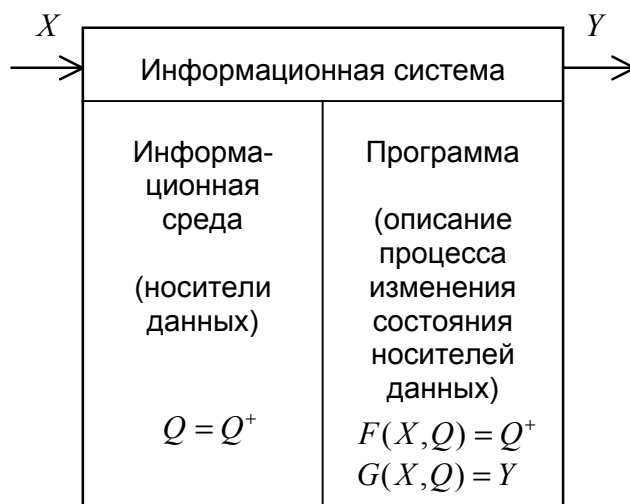 X
Y
Информационная система
Информа-
ционная
среда
(носители
данных)
Q = Q⁺
Программа
(описание
процесса
изменения
состояния
носителей
данных)
F(X,Q) = Q⁺
G(X,Q) = Y